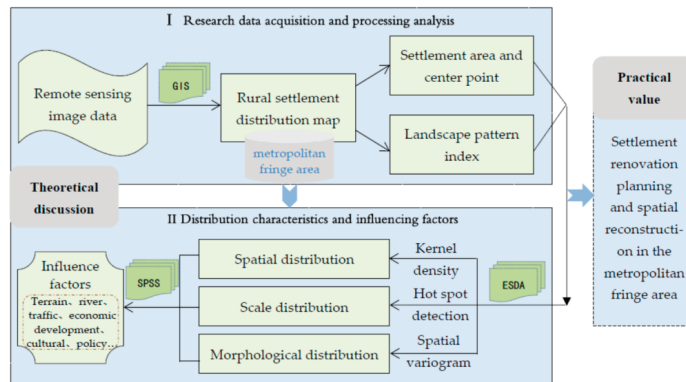 I Research data acquisition and processing analysis
Remote sensing
image data
GIS
Rural settlement
distribution map
metropolitan
fringe area
Settlement area and
center point
Landscape pattern
index
Theoretical
discussion
II Distribution characteristics and influencing factors
Influence
factors
Terrain、river、
traffic、economic
development、
cultural、policy...
SPSS
Spatial distribution
Scale distribution
Morphological distribution
Kernel
density
Hot spot
detection
Spatial
variogram
ESDA
Practical
value
Settlement
renovation
planning
and spatial
reconstructi-
on in the
metropolitan
fringe area